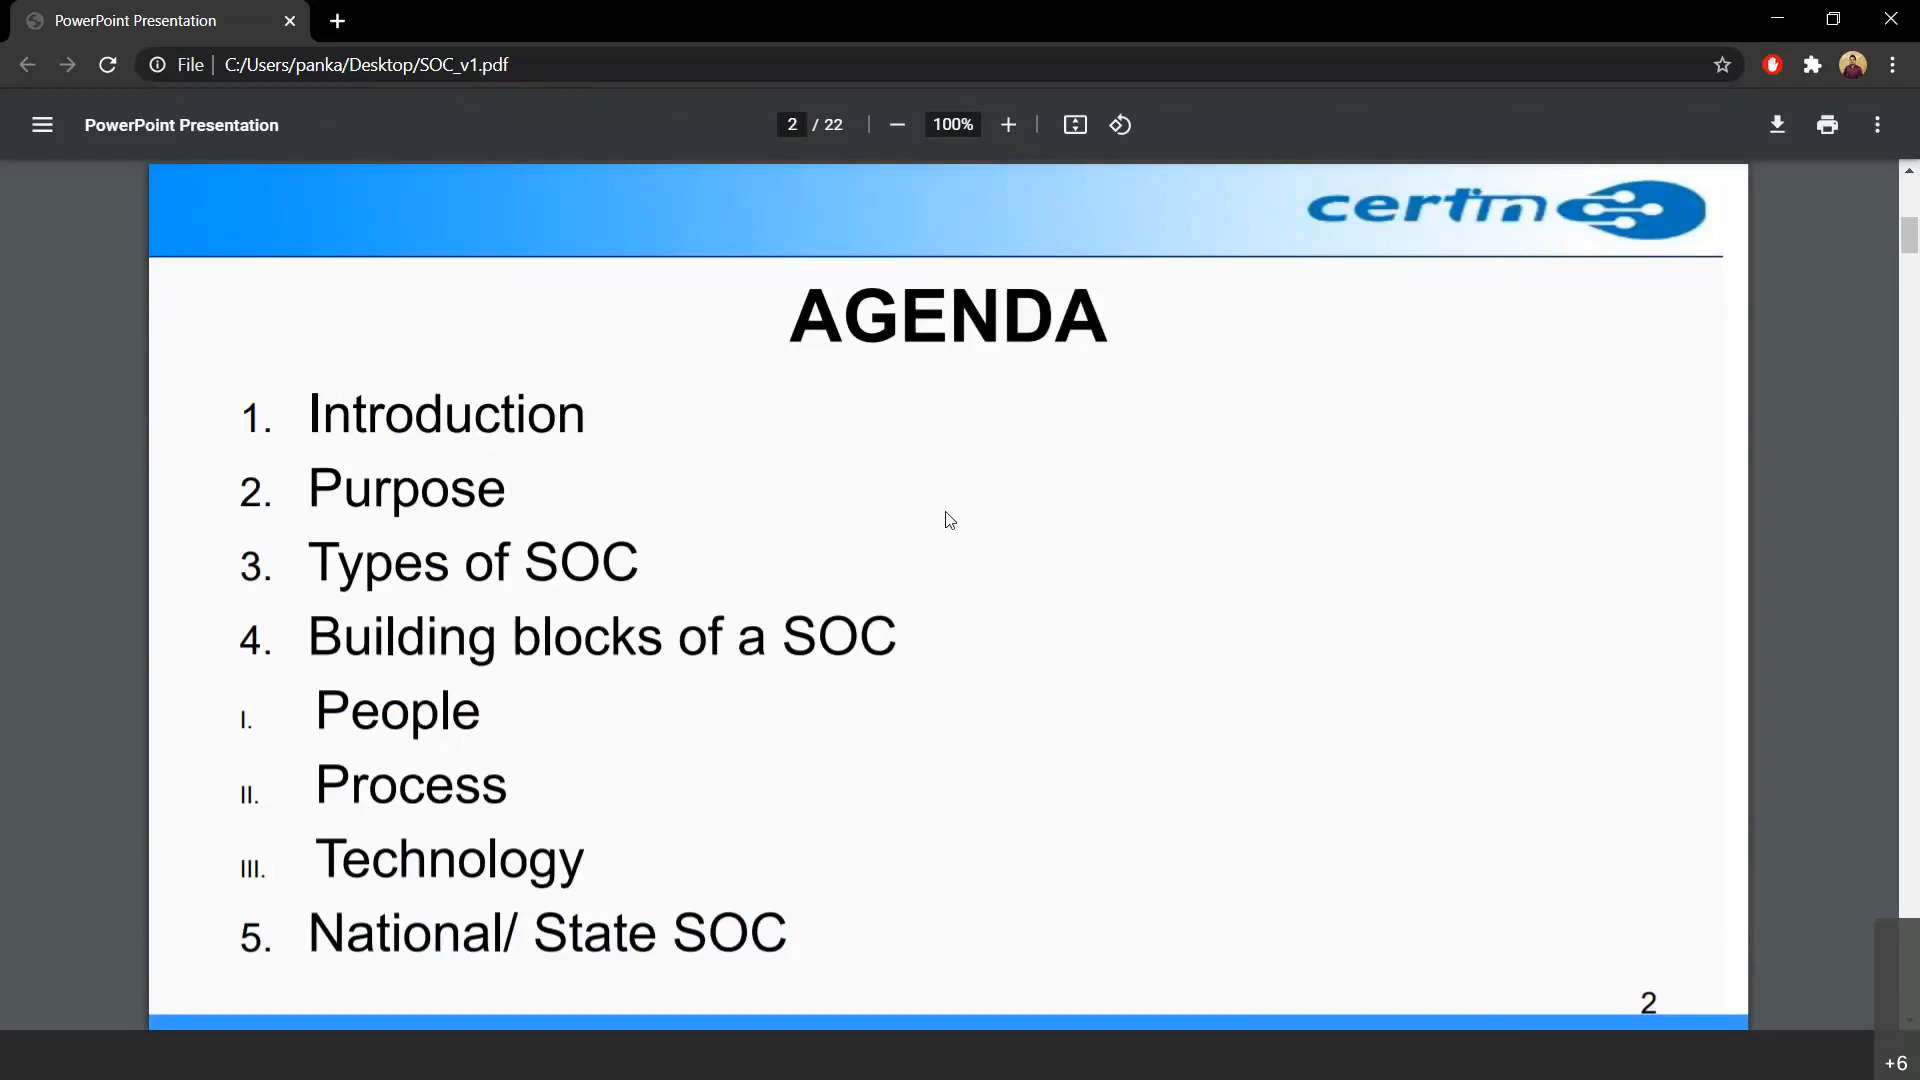 PowerPoint Presentation
File
C:/Users/panka/Desktop/SOC_v1.pdf
PowerPoint Presentation
2 / 22
100%
certin
AGENDA
1. Introduction
2. Purpose
3. Types of SOC
4. Building blocks of a SOC
I. People
II. Process
III. Technology
5. National/ State SOC
2
+6